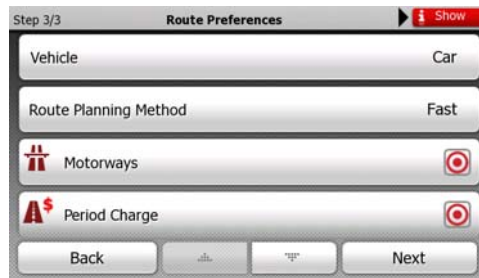 Step 3/3 Route Preferences i Show
Vehicle Car
Route Planning Method Fast
Motorways
$ Period Charge
Back Next